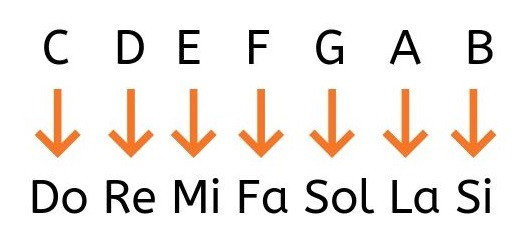 C D E F G A B
Do Re Mi Fa Sol La Si